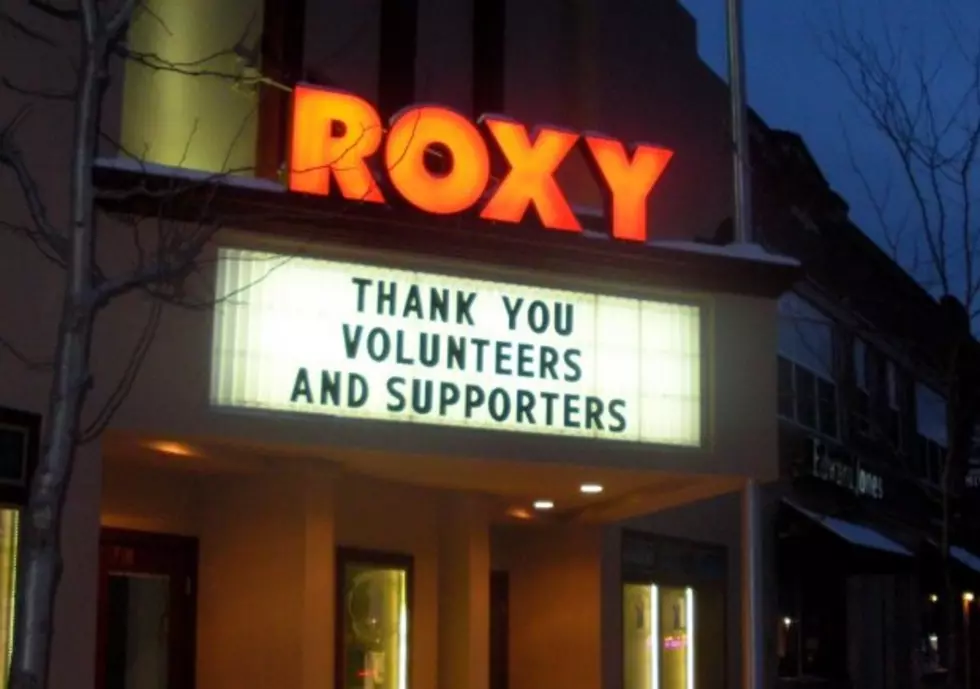 ROXY
THANK YOU
VOLUNTEERS
AND SUPPORTERS
Edward Jones